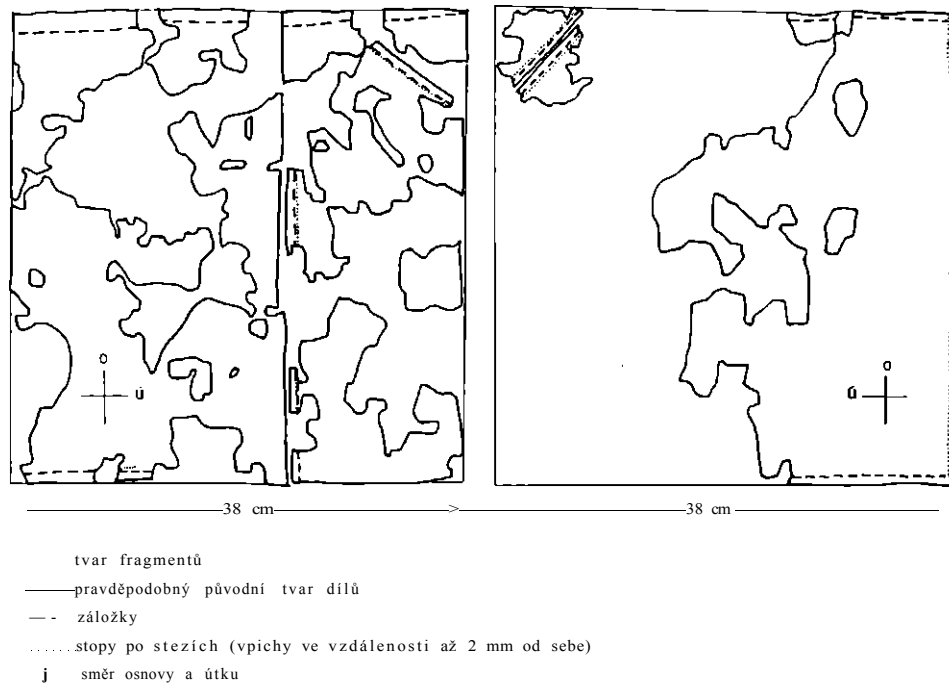 o
ú
o
ú
38 cm > 38 cm
tvar fragmentů
pravděpodobný původní tvar dílů
— - záložky
....... stopy po stezích (vpichy ve vzdálenosti až 2 mm od sebe)
j směr osnovy a útku